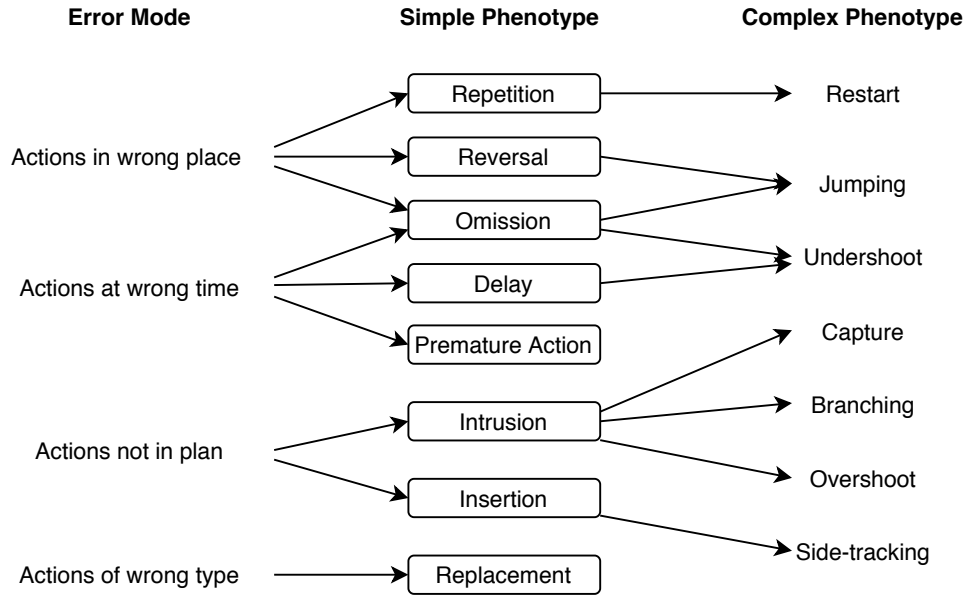 Error Mode
Simple Phenotype
Complex Phenotype
Repetition
Restart
Actions in wrong place
Reversal
Jumping
Omission
Undershoot
Actions at wrong time
Delay
Premature Action
Capture
Branching
Intrusion
Actions not in plan
Overshoot
Insertion
Side-tracking
Actions of wrong type
Replacement